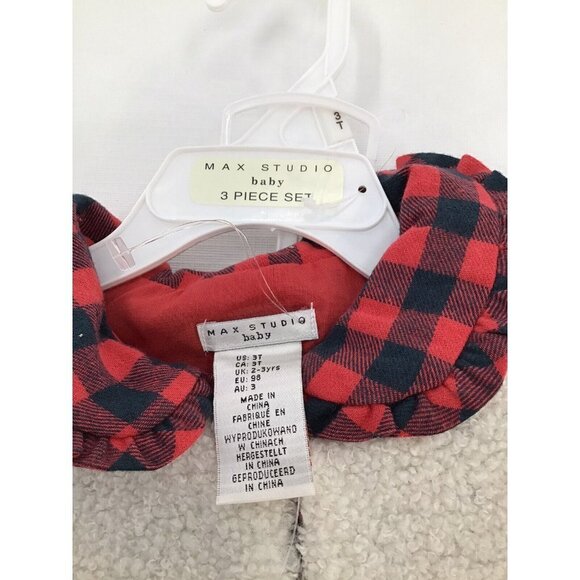 3T
MAX STUDIO
baby
3 PIECE SET
MAX STUDIO
baby
US: 3T
CA: 3T
UK: 2-3yrs
EU: 98
AU: 3
MADE IN
CHINA
FABRIQUÉ EN
CHINE
WYPRODUKOWANO
W CHINACH
HERGESTELLT
IN CHINA
GEPRODUCEERD
IN CHINA